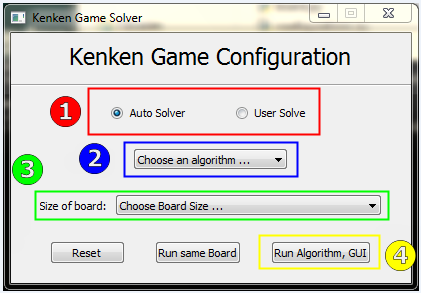 Kenken Game Solver
Kenken Game Configuration
1 Auto Solver User Solve
2 Choose an algorithm ...
3
Size of board: Choose Board Size ...
Reset Run same Board Run Algorithm, GUI 4